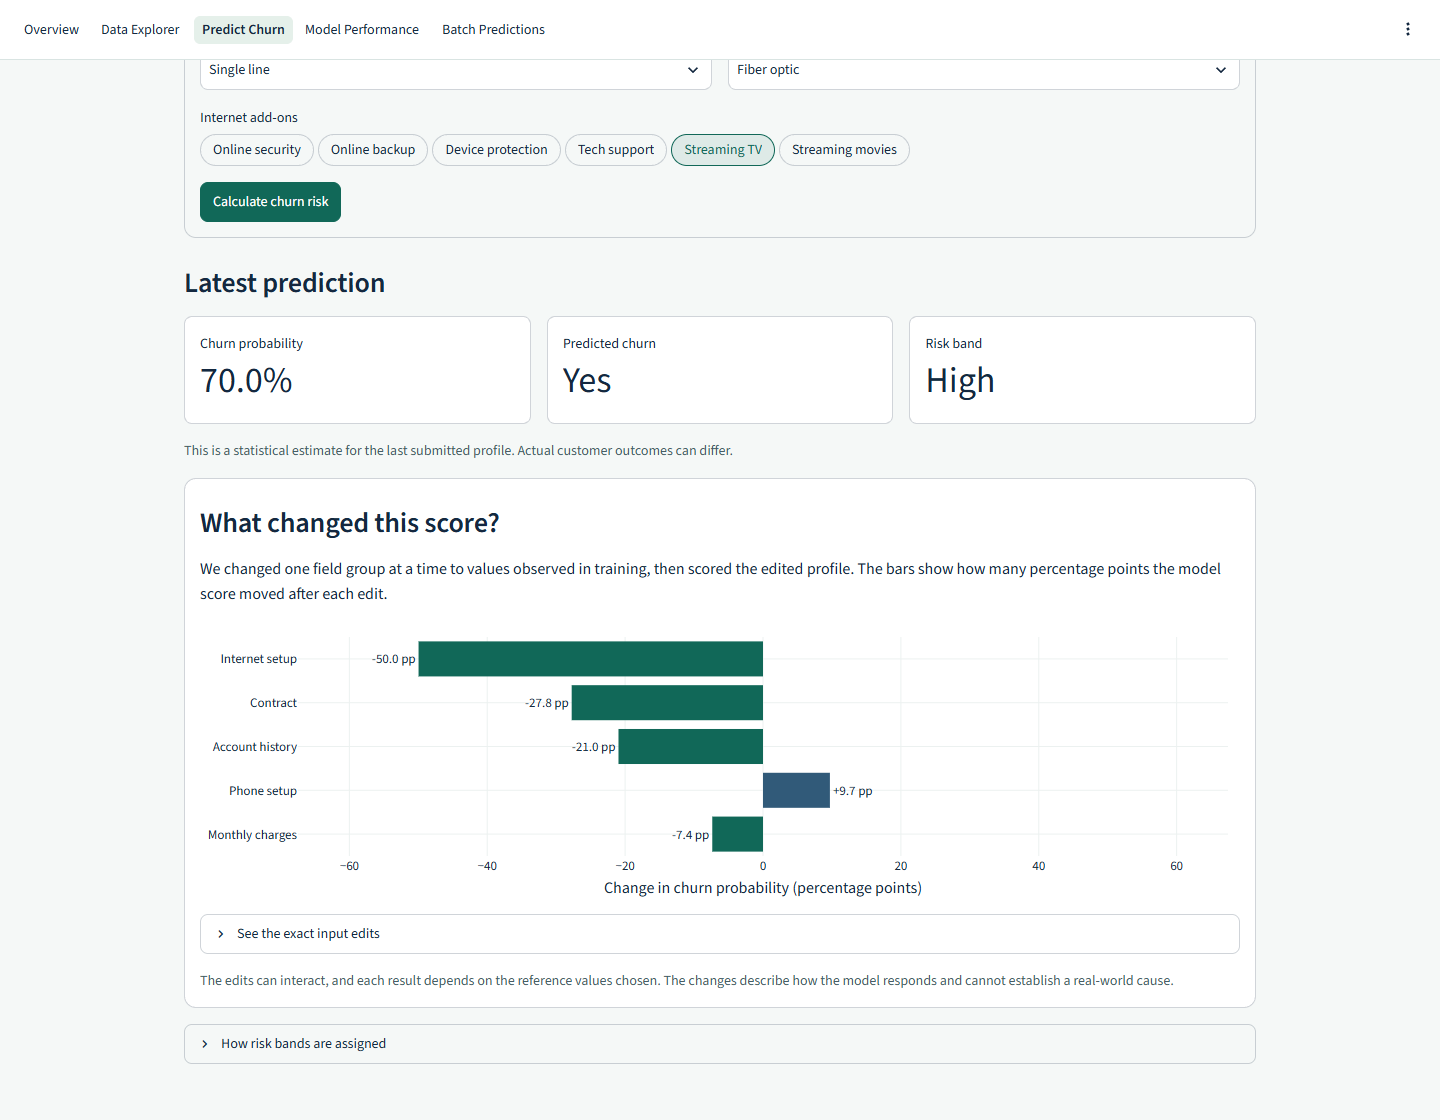 Overview Data Explorer Predict Churn Model Performance Batch Predictions
Single line Fiber optic
Internet add-ons
Online security Online backup Device protection Tech support Streaming TV Streaming movies
Calculate churn risk
Latest prediction
Churn probability Predicted churn Risk band
70.0% Yes High
This is a statistical estimate for the last submitted profile. Actual customer outcomes can differ.
What changed this score?
We changed one field group at a time to values observed in training, then scored the edited profile. The bars show how many percentage points the model
score moved after each edit.
Internet setup -50.0 pp
Contract -27.8 pp
Account history -21.0 pp
Phone setup +9.7 pp
Monthly charges -7.4 pp
−60 −40 −20 0 20 40 60
Change in churn probability (percentage points)
See the exact input edits
The edits can interact, and each result depends on the reference values chosen. The changes describe how the model responds and cannot establish a real-world cause.
How risk bands are assigned